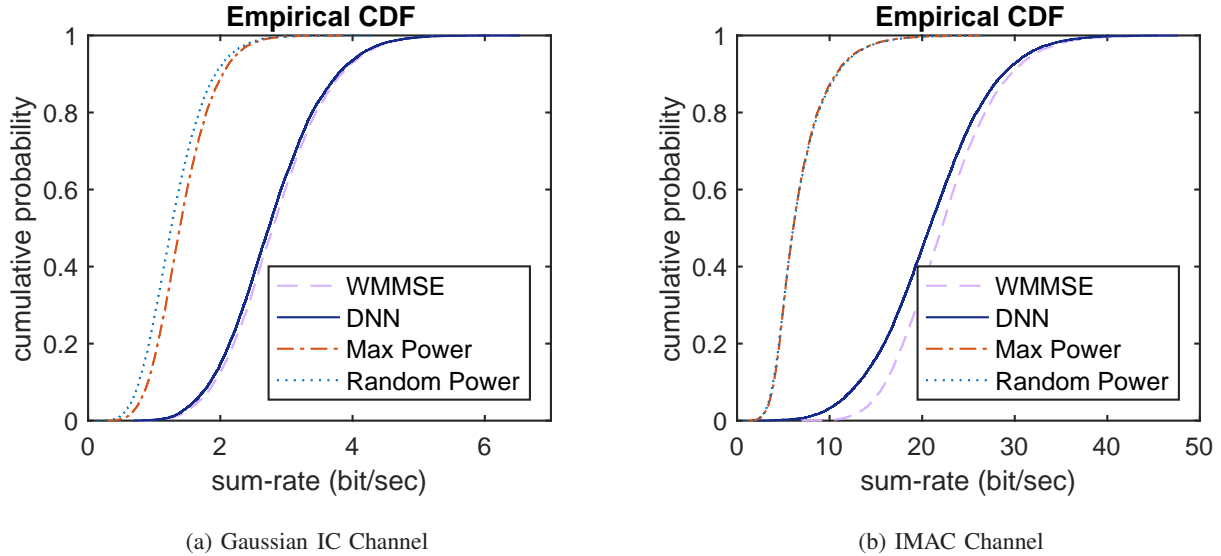 Empirical CDF
1
0.8
0.6
0.4
0.2
0
cumulative probability
WMMSE
DNN
Max Power
Random Power
0 2 4 6
sum-rate (bit/sec)
(a) Gaussian IC Channel
Empirical CDF
1
0.8
0.6
0.4
0.2
0
cumulative probability
WMMSE
DNN
Max Power
Random Power
0 10 20 30 40 50
sum-rate (bit/sec)
(b) IMAC Channel